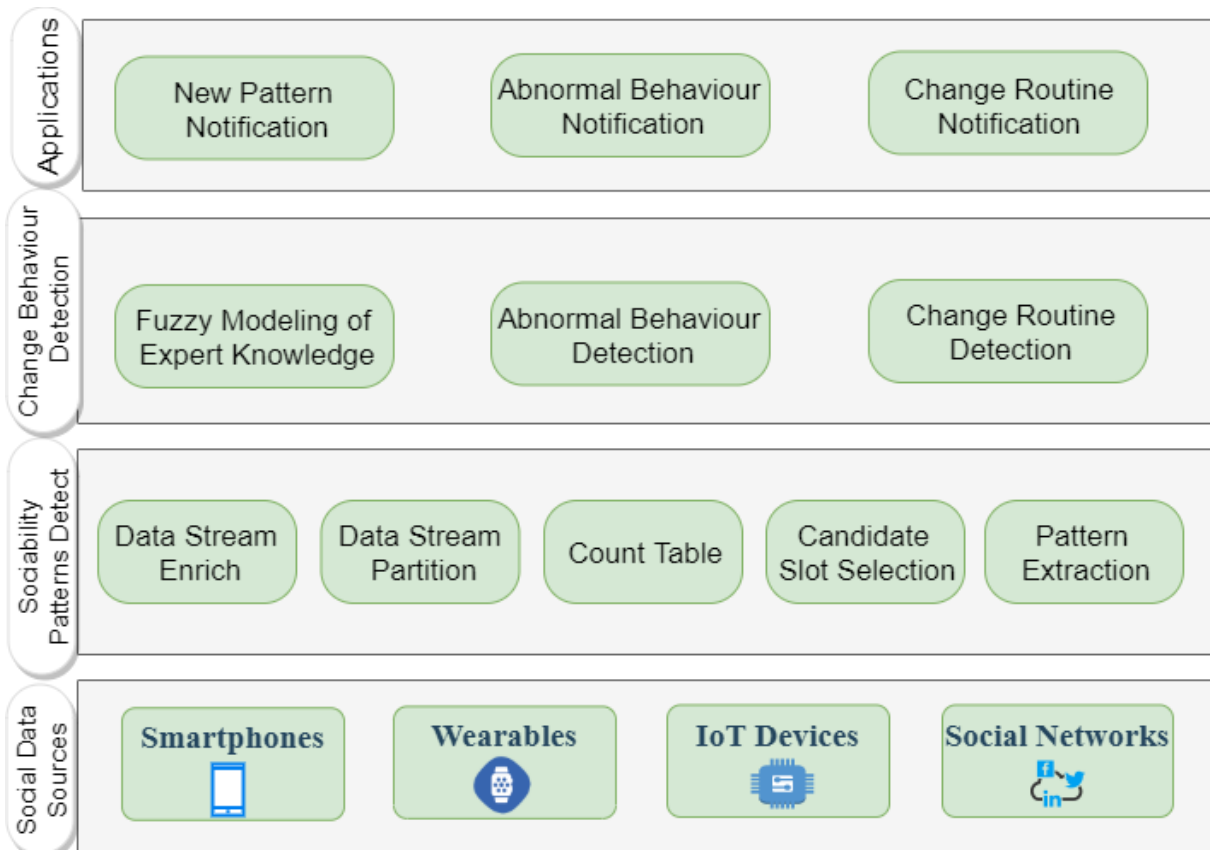 Applications
New Pattern
Notification
Abnormal Behaviour
Notification
Change Routine
Notification
Change Behaviour
Detection
Fuzzy Modeling of
Expert Knowledge
Abnormal Behaviour
Detection
Change Routine
Detection
Sociability
Patterns Detect
Data Stream
Enrich
Data Stream
Partition
Count Table
Candidate
Slot Selection
Pattern
Extraction
Social Data
Sources
Smartphones
Wearables
IoT Devices
Social Networks
f
in